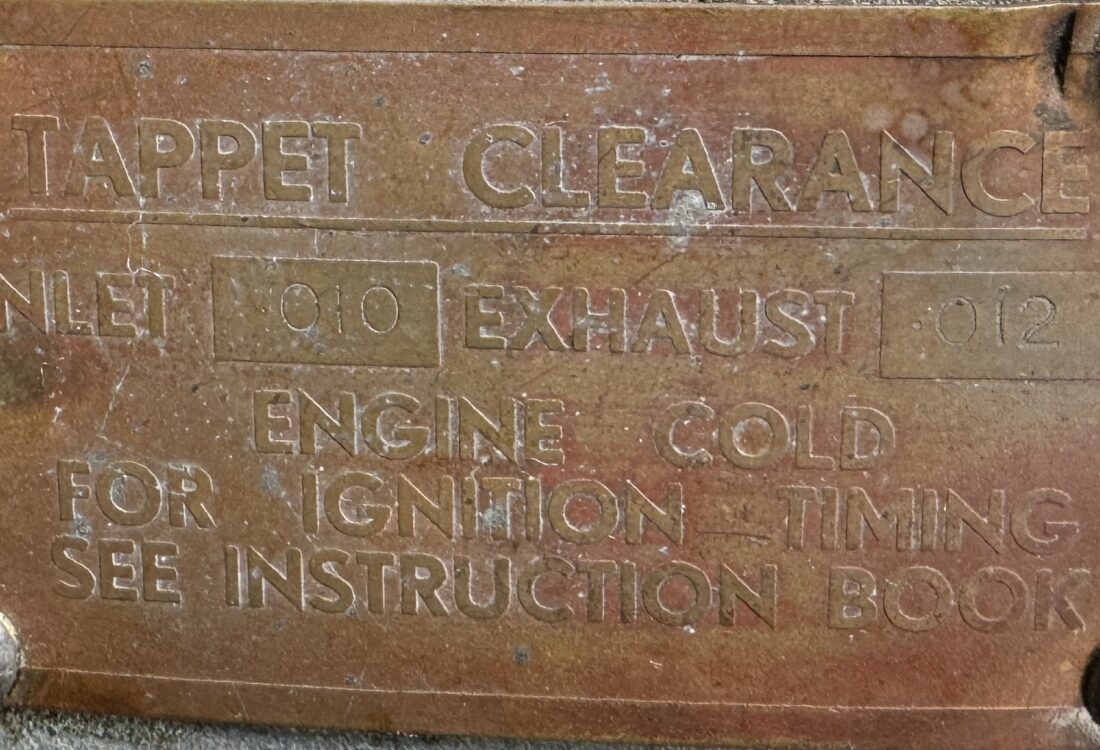 TAPPET CLEARANCE
NLET ·010 EXHAUST ·012
ENGINE COLD
FOR IGNITION TIMING
SEE INSTRUCTION BOOK